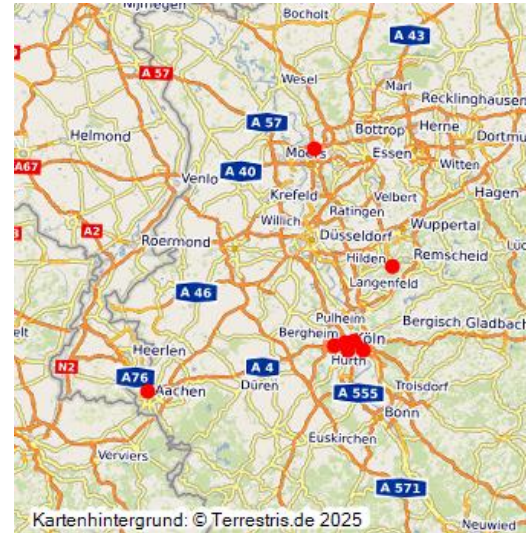 Nijmegen
Bocholt
A 43
A 57
Wesel
Marl
Recklinghausen
A 57
Bottrop
Herne
Dortmu
Helmond
Moers
Essen
Witten
A67
A 40
Venlo
Krefeld
Velbert
Hagen
Ratingen
Willich
Wuppertal
A2
Düsseldorf
Roermond
Hilden
Remscheid
Langenfeld
A 46
Pulheim
Bergisch Gladbach
Bergheim
Köln
Heerlen
Hürth
N2
A76
A 4
Aachen
Düren
A 555
Troisdorf
Bonn
Euskirchen
Verviers
A 571
Kartenhintergrund: © Terrestris.de 2025
Neuwied